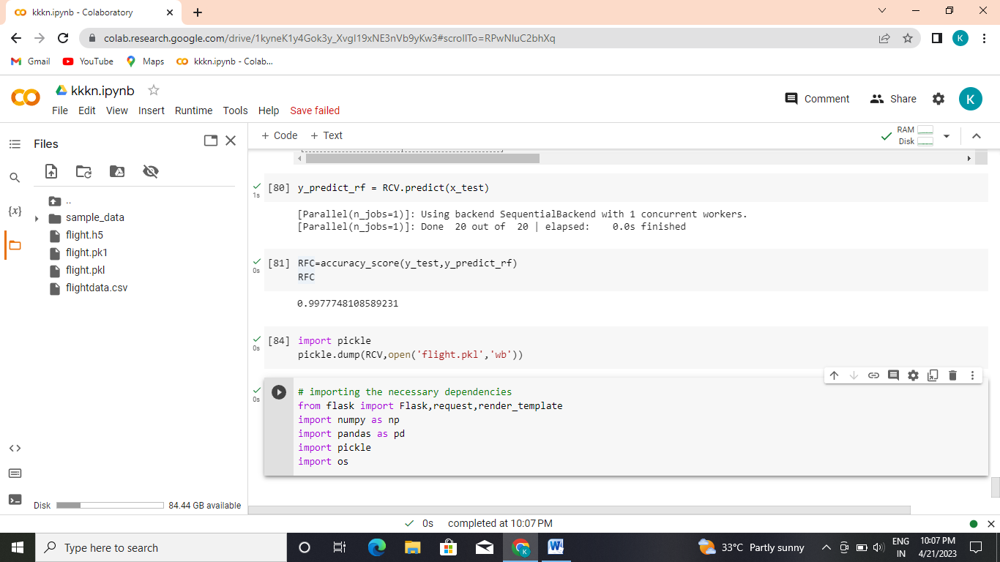 kkkn.ipynb - Colaboratory
colab.research.google.com/drive/1kyneK1y4Gok3y_XvgI19xNE3nVb9yKw3#scrollTo=RPwNIuC2bhXq
K
Gmail
YouTube
Maps
kkkn.ipynb - Colab...
kkkn.ipynb
File Edit View Insert Runtime Tools Help Save failed
Comment
Share
K
Files
+ Code + Text
RAM
Disk
{x}
..
sample_data
flight.h5
flight.pk1
flight.pkl
flightdata.csv
Disk
84.44 GB available
1s
[80] y_predict_rf = RCV.predict(x_test)
[Parallel(n_jobs=1)]: Using backend SequentialBackend with 1 concurrent workers.
[Parallel(n_jobs=1)]: Done  20 out of  20 | elapsed:    0.0s finished
0s
[81] RFC=accuracy_score(y_test,y_predict_rf)
RFC
0.9977748108589231
0s
[84] import pickle
pickle.dump(RCV,open('flight.pkl','wb'))
0s
# importing the necessary dependencies
from flask import Flask,request,render_template
import numpy as np
import pandas as pd
import pickle
import os
0s completed at 10:07 PM
Type here to search
K
W
33°C Partly sunny
ENG
IN
10:07 PM
4/21/2023